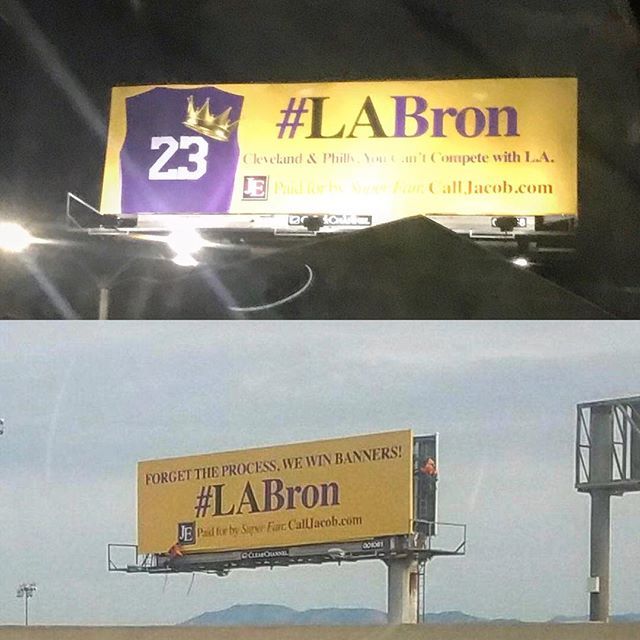 23
#LABron
Cleveland & Philly, You Can't Compete with L.A.
JE Paid for by Super Fan: CallJacob.com
FORGET THE PROCESS, WE WIN BANNERS!
#LABron
JE Paid for by Super Fan: CallJacob.com
CLEAR CHANNEL